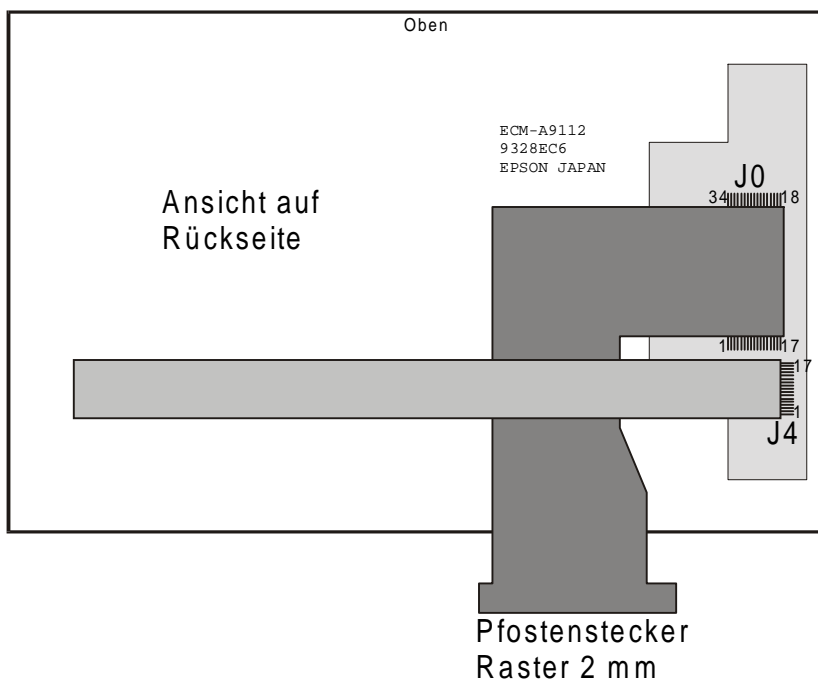 Oben
ECM-A9112
9328EC6
EPSON JAPAN
Ansicht auf
Rückseite
J0
34 18
1 17
17
1
J4
Pfostenstecker
Raster 2 mm